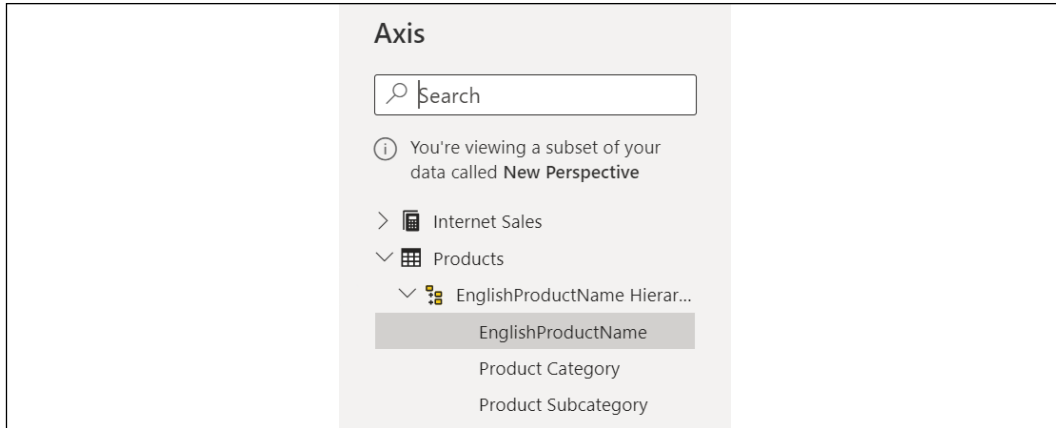 Axis
Search
You're viewing a subset of your
data called New Perspective
Internet Sales
Products
EnglishProductName Hierar...
EnglishProductName
Product Category
Product Subcategory